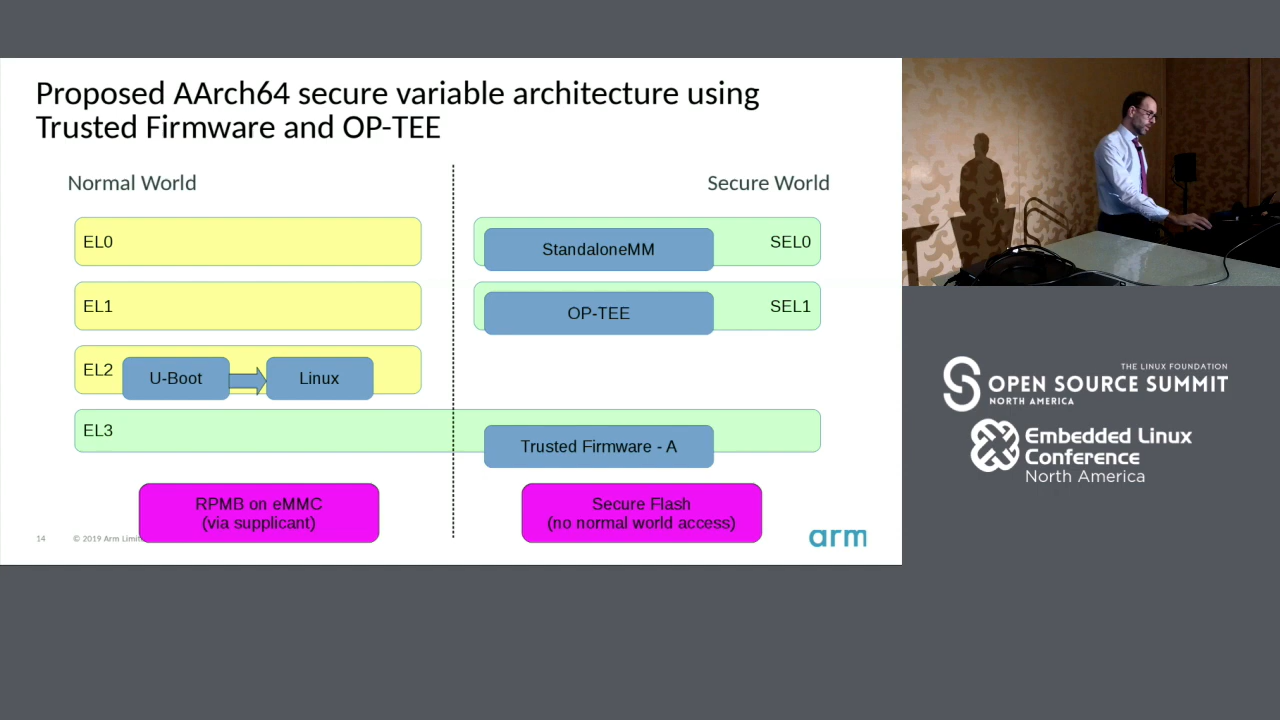 Proposed AArch64 secure variable architecture using
Trusted Firmware and OP-TEE
Normal World
Secure World
EL0
StandaloneMM
SEL0
EL1
OP-TEE
SEL1
EL2
U-Boot
Linux
EL3
Trusted Firmware - A
RPMB on eMMC
(via supplicant)
Secure Flash
(no normal world access)
14
© 2019 Arm
arm
THE LINUX FOUNDATION
OPEN SOURCE SUMMIT
NORTH AMERICA
Embedded Linux
Conference
North America